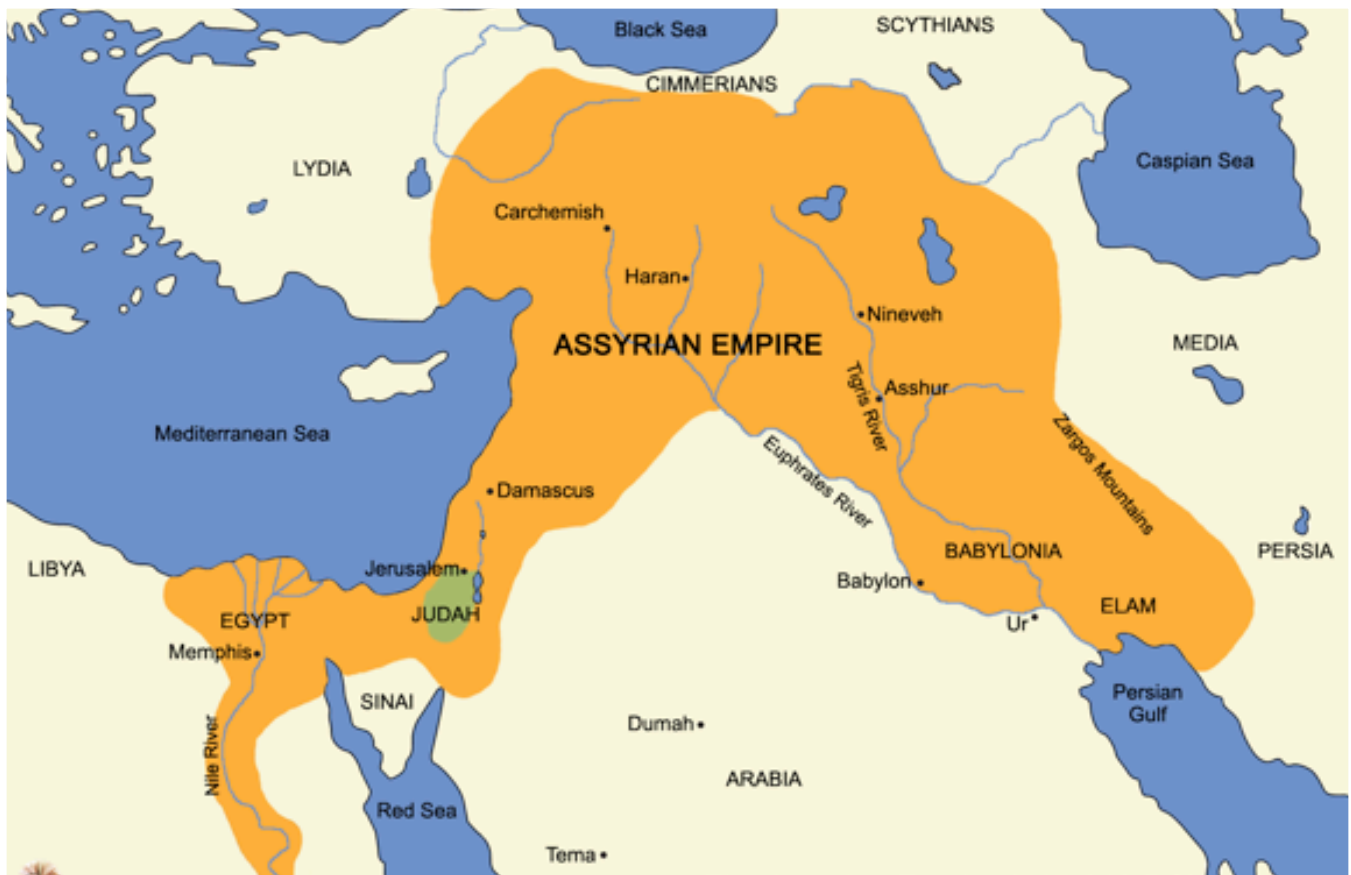 Black Sea
SCYTHIANS
CIMMERIANS
LYDIA
Caspian Sea
Carchemish
Haran
Nineveh
ASSYRIAN EMPIRE
MEDIA
Tigris River
Asshur
Mediterranean Sea
Zargos Mountains
Euphrates River
Damascus
LIBYA
Jerusalem
BABYLONIA
PERSIA
Babylon
JUDAH
EGYPT
ELAM
Ur
Memphis
SINAI
Persian
Gulf
Dumah
Nile River
ARABIA
Red Sea
Tema